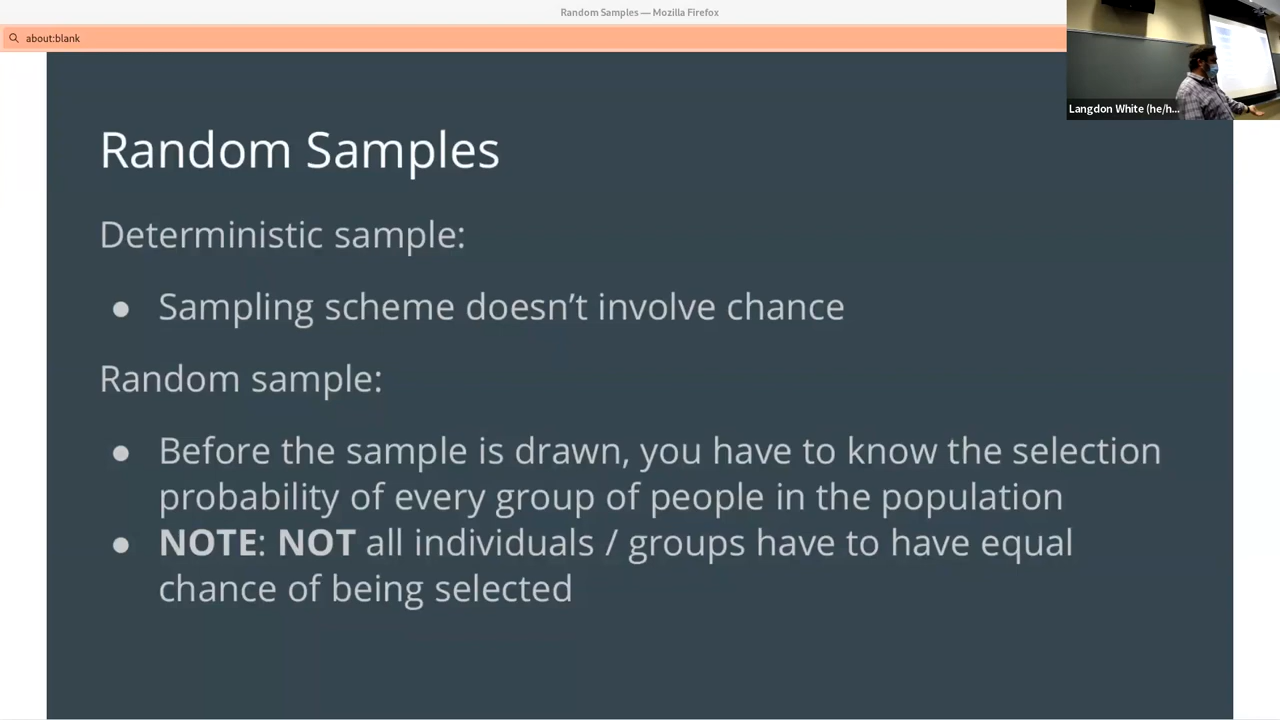 Random Samples — Mozilla Firefox
about:blank
Langdon White (he/h...
Random Samples
Deterministic sample:
● Sampling scheme doesn’t involve chance
Random sample:
● Before the sample is drawn, you have to know the selection
probability of every group of people in the population
● NOTE: NOT all individuals / groups have to have equal
chance of being selected